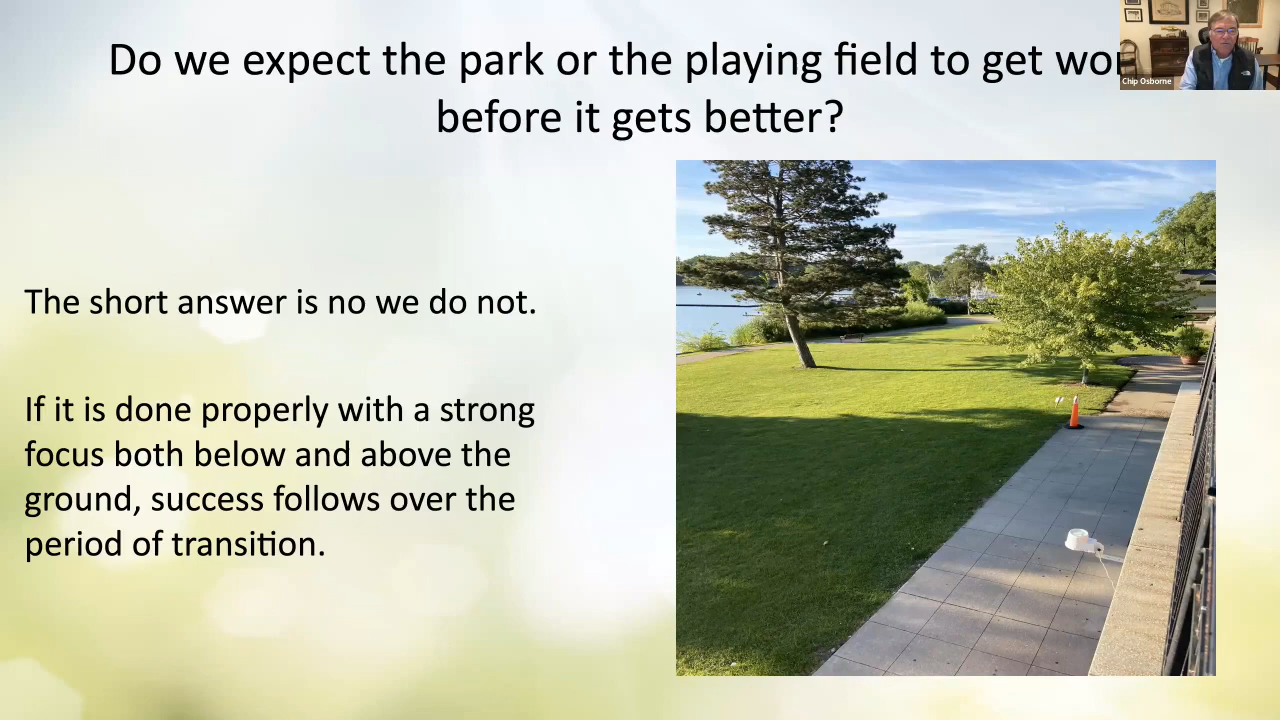 Do we expect the park or the playing field to get
before it gets better?
Chip Osborne
The short answer is no we do not.
If it is done properly with a strong
focus both below and above the
ground, success follows over the
period of transition.